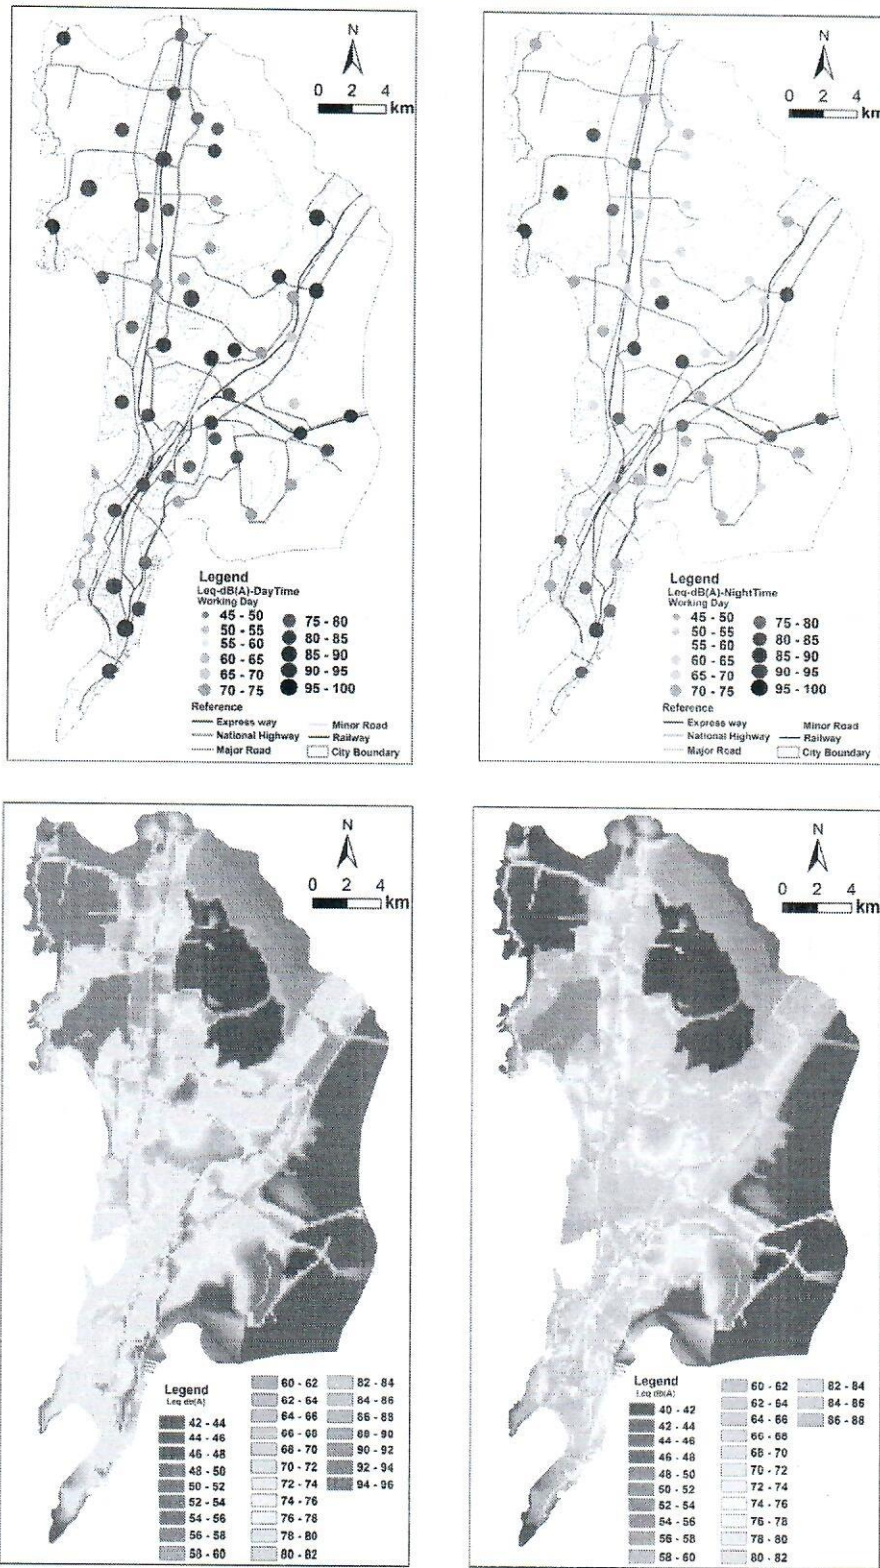 N
0 2 4
km
Legend
Leq-dB(A)-DayTime
Working Day
45 - 50
50 - 55
55 - 60
60 - 65
65 - 70
70 - 75
75 - 80
80 - 85
85 - 90
90 - 95
95 - 100
Reference
Express way
National Highway
Major Road
Minor Road
Railway
City Boundary
N
0 2 4
km
Legend
Leq-dB(A)-NightTime
Working Day
45 - 50
50 - 55
55 - 60
60 - 65
65 - 70
70 - 75
75 - 80
80 - 85
85 - 90
90 - 95
95 - 100
Reference
Express way
National Highway
Major Road
Minor Road
Railway
City Boundary
N
0 2 4
km
Legend
Leq db(A)
42 - 44
44 - 46
46 - 48
48 - 50
50 - 52
52 - 54
54 - 56
56 - 58
58 - 60
60 - 62
62 - 64
64 - 66
66 - 68
68 - 70
70 - 72
72 - 74
74 - 76
76 - 78
78 - 80
80 - 82
82 - 84
84 - 86
86 - 88
88 - 90
90 - 92
92 - 94
94 - 96
N
0 2 4
km
Legend
Leq db(A)
40 - 42
42 - 44
44 - 46
46 - 48
48 - 50
50 - 52
52 - 54
54 - 56
56 - 58
58 - 60
60 - 62
62 - 64
64 - 66
66 - 68
68 - 70
70 - 72
72 - 74
74 - 76
76 - 78
78 - 80
80 - 82
82 - 84
84 - 86
86 - 88